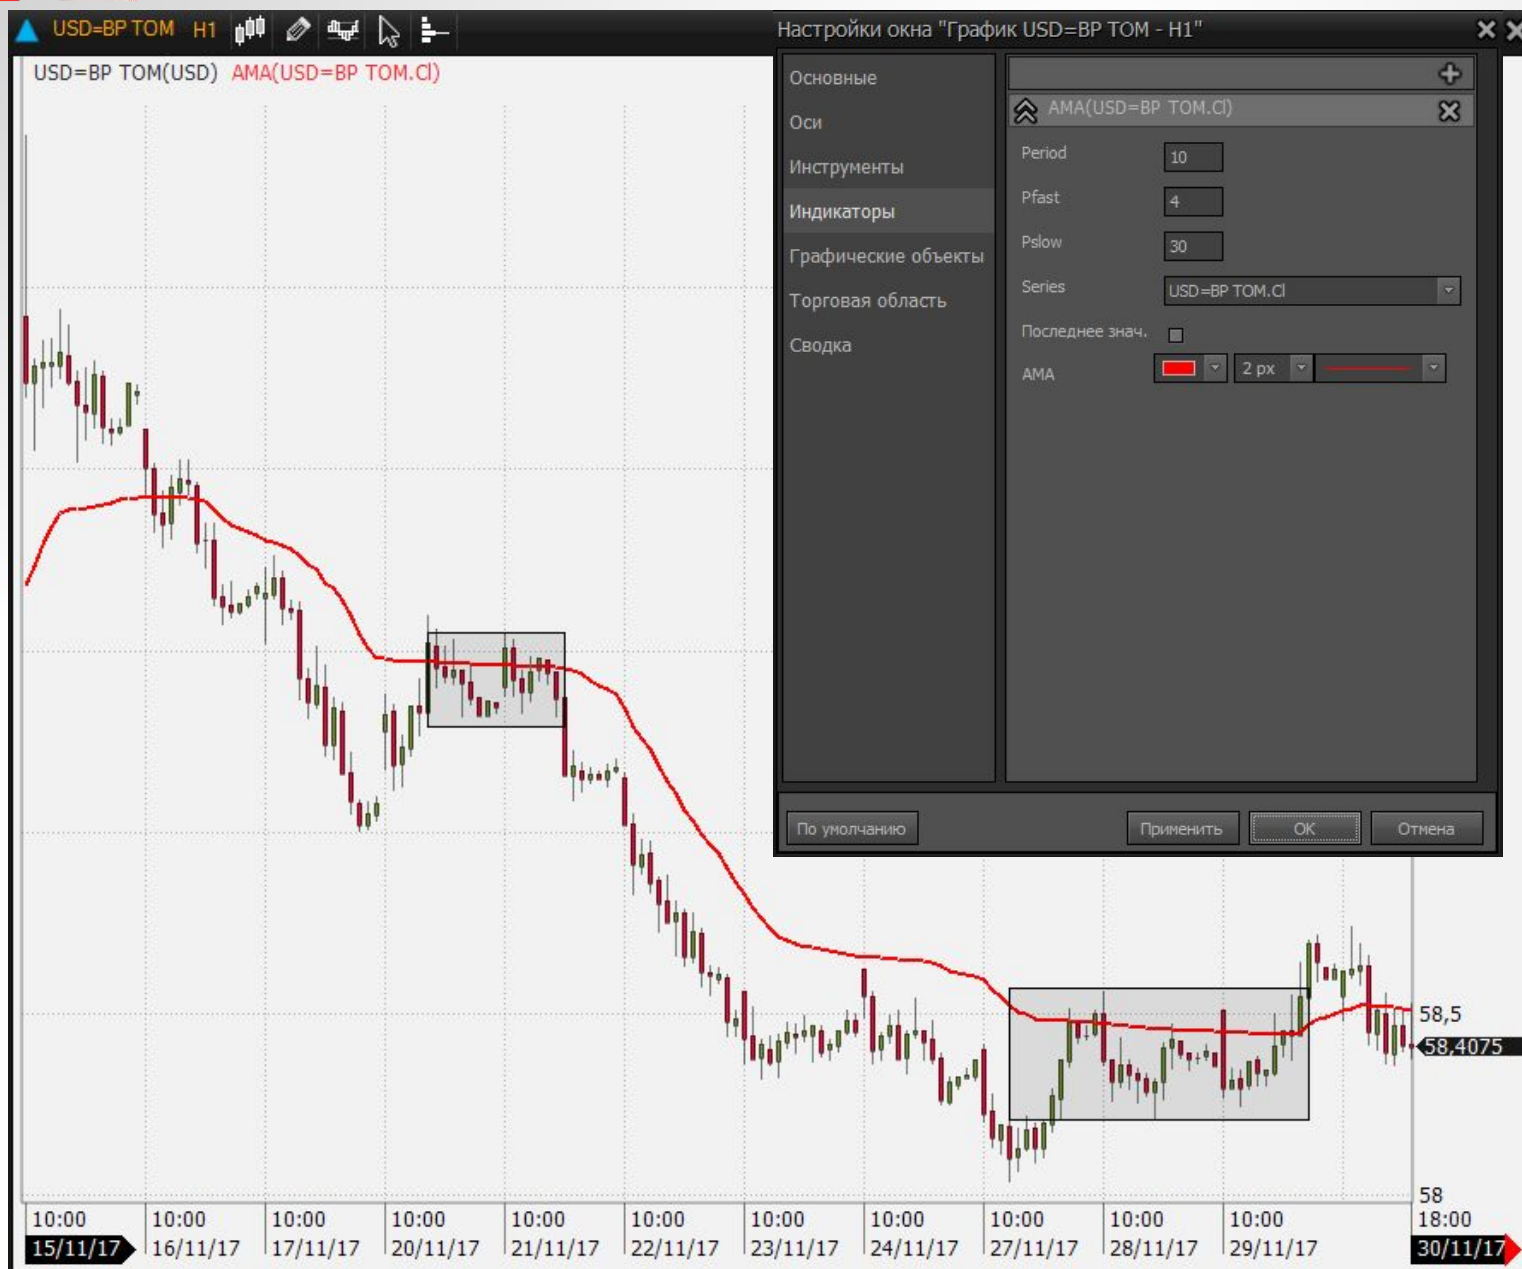 USD=BP TOM H1
USD=BP TOM(USD) AMA(USD=BP TOM.Cl)
Настройки окна "График USD=BP TOM - H1"
Основные
Оси
Инструменты
Индикаторы
Графические объекты
Торговая область
Сводка
AMA(USD=BP TOM.Cl)
Period 10
Pfast 4
Pslow 30
Series USD=BP TOM.Cl
Последнее знач.
AMA 2 px
По умолчанию Применить OK Отмена
58,5
58,4075
58
10:00 10:00 10:00 10:00 10:00 10:00 10:00 10:00 10:00 10:00 10:00 18:00
15/11/17 16/11/17 17/11/17 20/11/17 21/11/17 22/11/17 23/11/17 24/11/17 27/11/17 28/11/17 29/11/17 30/11/17